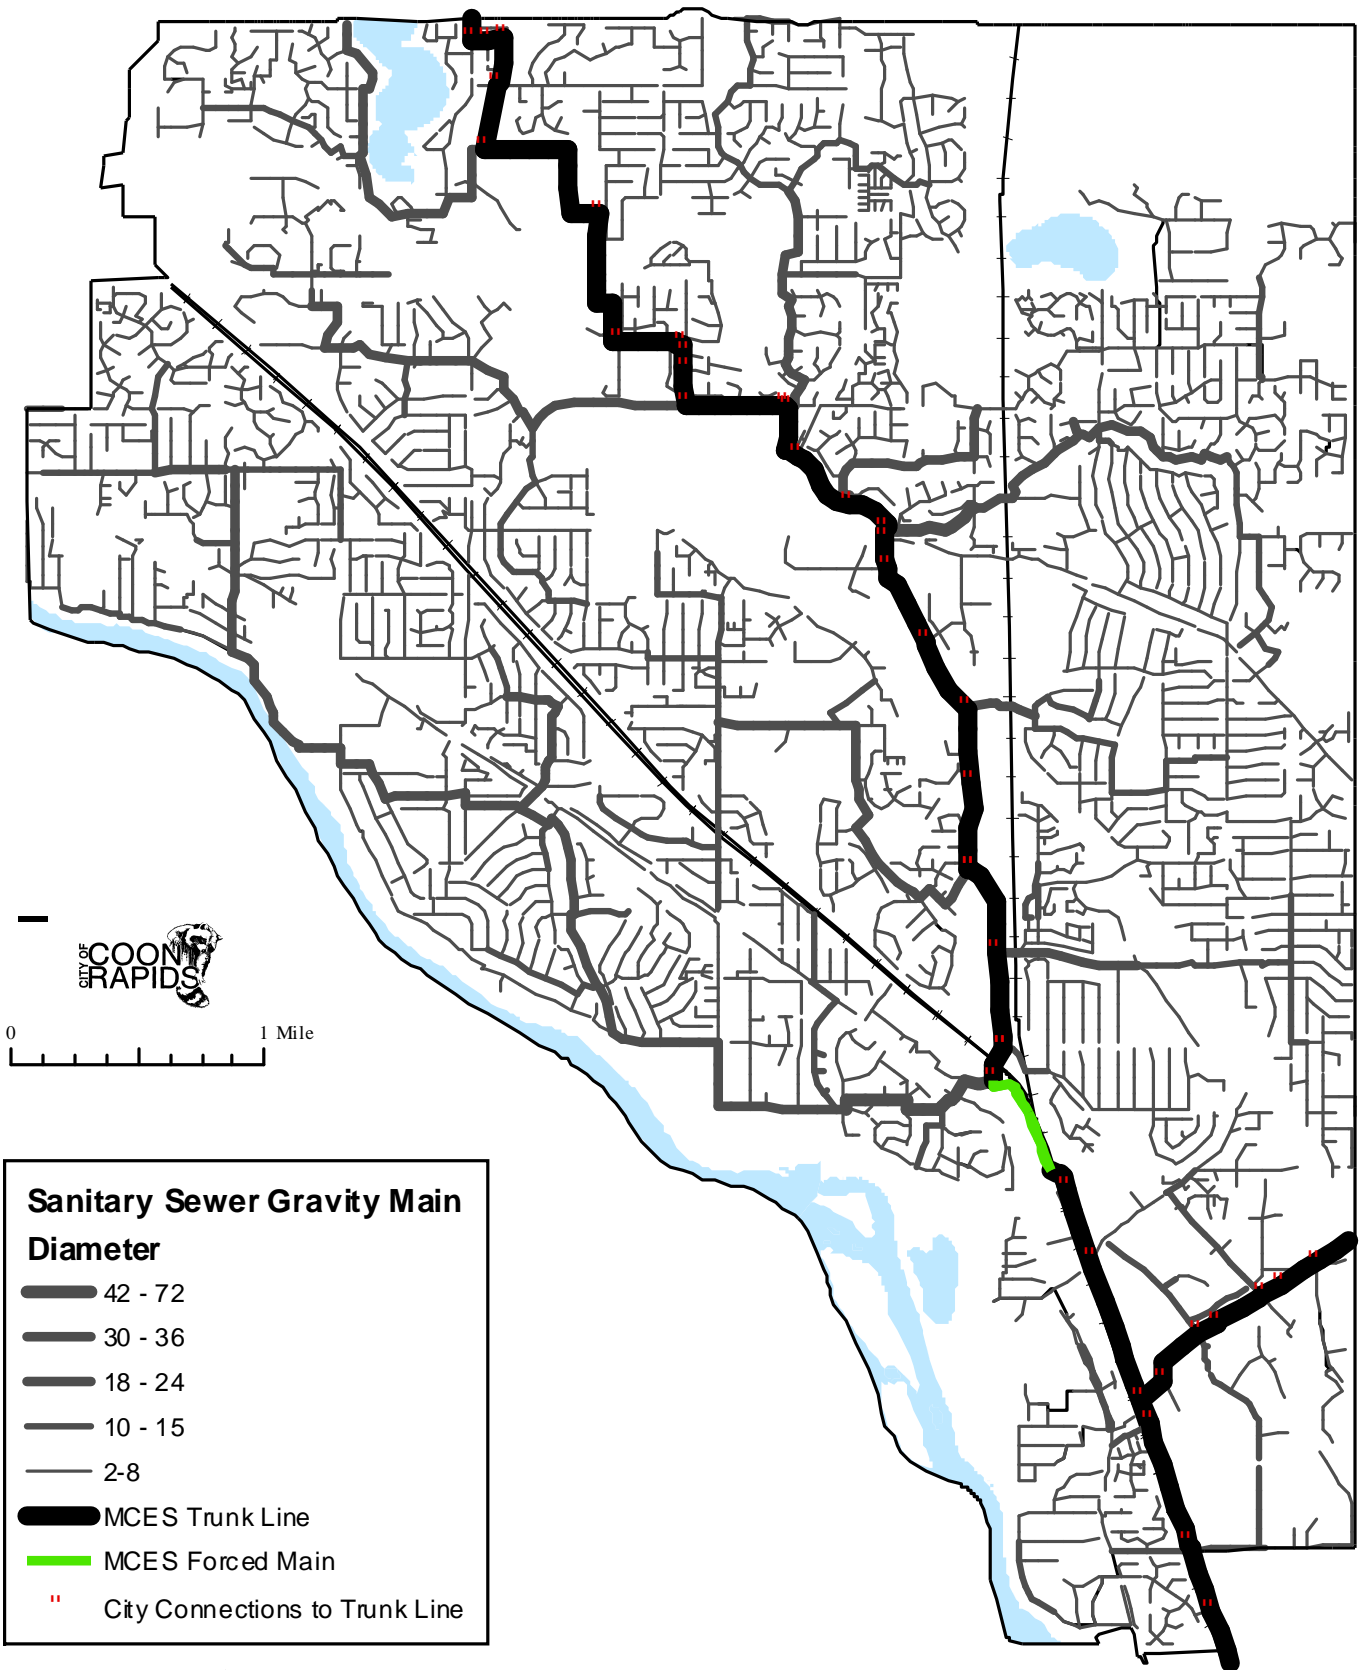 CITY OF
COON
RAPIDS
0 1 Mile
Sanitary Sewer Gravity Main
Diameter
42 - 72
30 - 36
18 - 24
10 - 15
2-8
MCES Trunk Line
MCES Forced Main
City Connections to Trunk Line